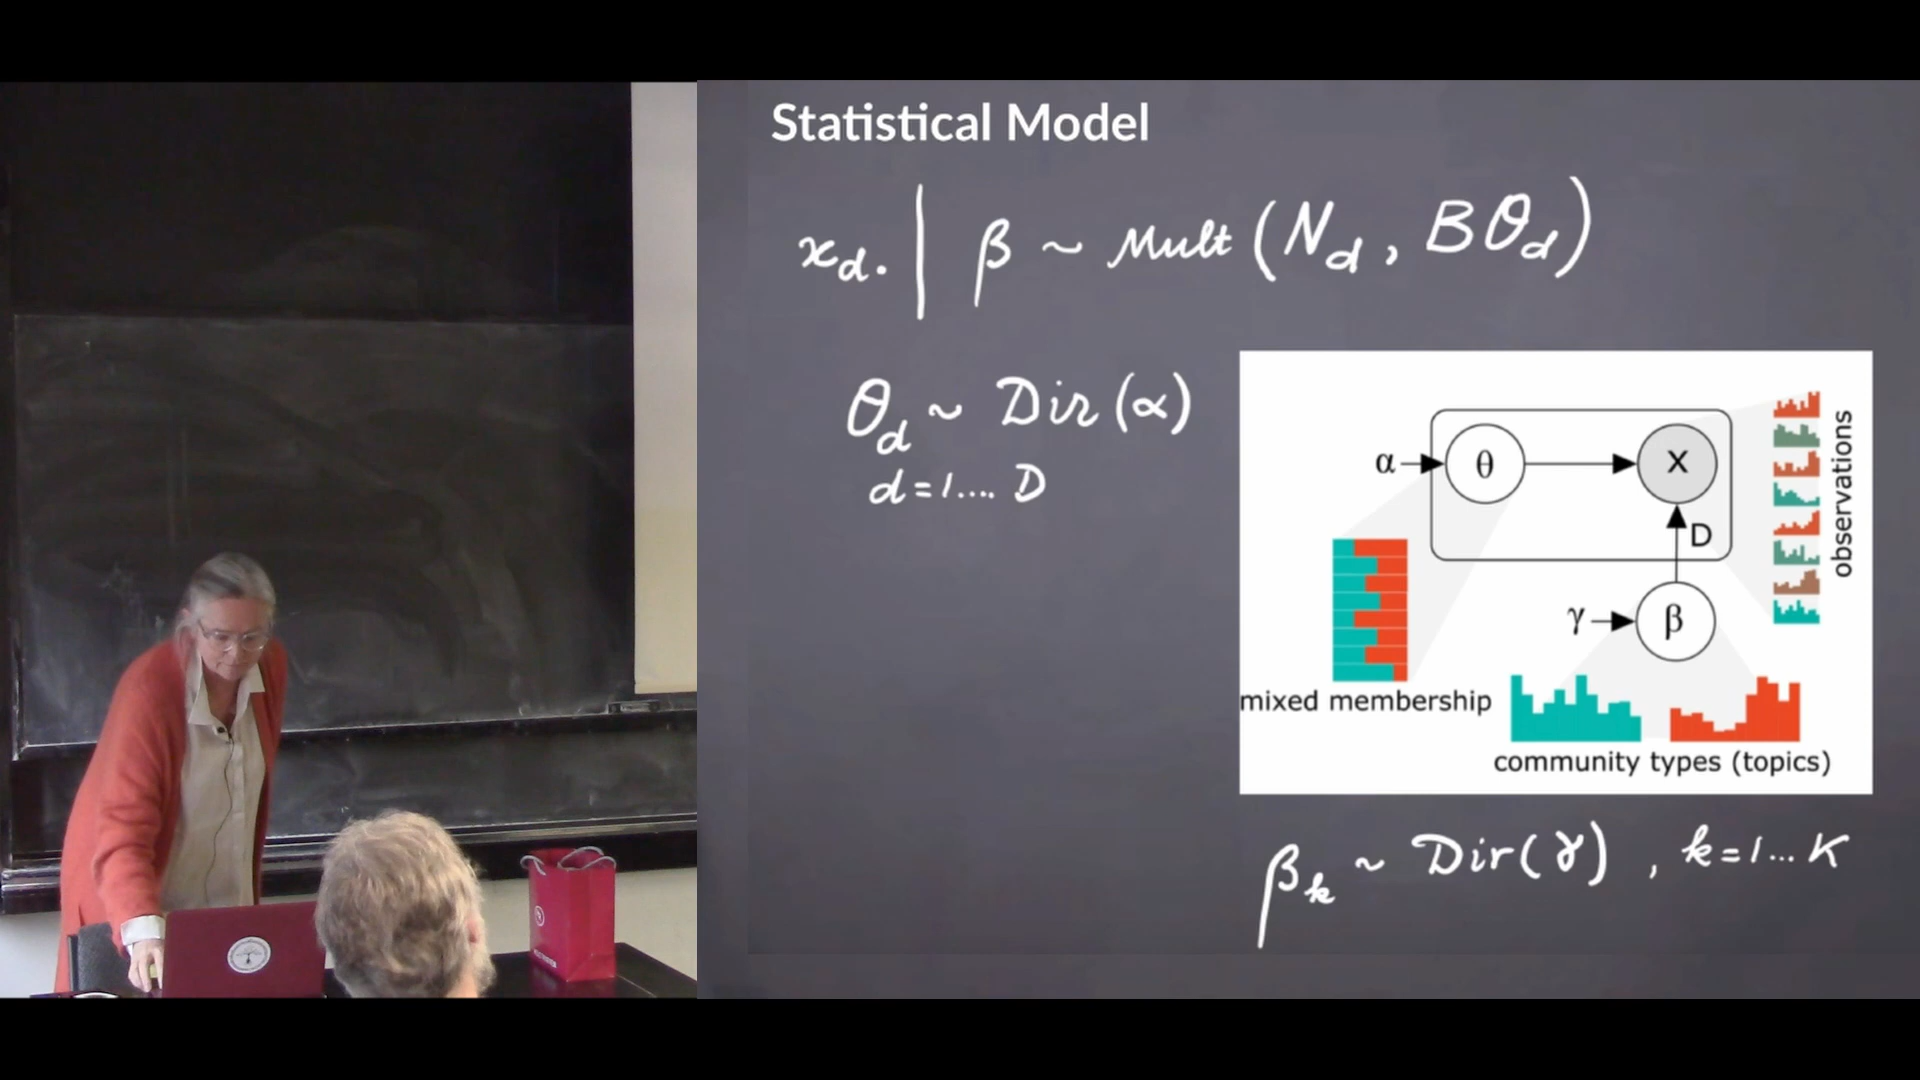 Statistical Model
x_d. | β ~ Mult (N_d, Bθ_d)
θ_d ~ Dir (α)
d = 1.... D
α θ X
D
γ β
observations
mixed membership
community types (topics)
β_k ~ Dir(γ), k=1... K